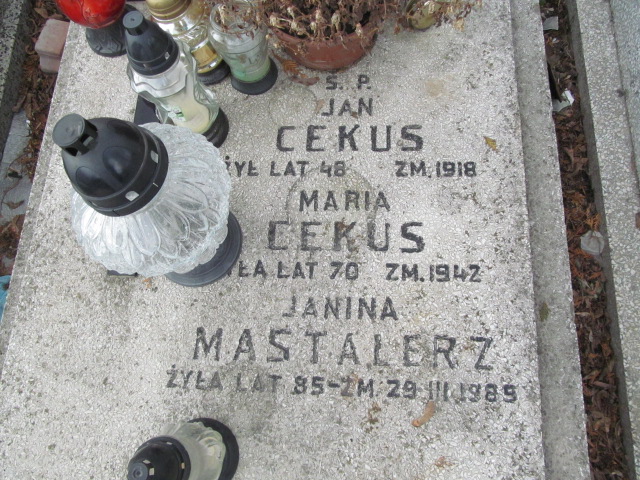 Ś. P.
JAN
CEKUS
ŻYŁ LAT 48 ZM. 1918
MARIA
CEKUS
ŻYŁA LAT 70 ZM. 1942
JANINA
MASTALERZ
ŻYŁA LAT 85 - ZM. 29 III 1989